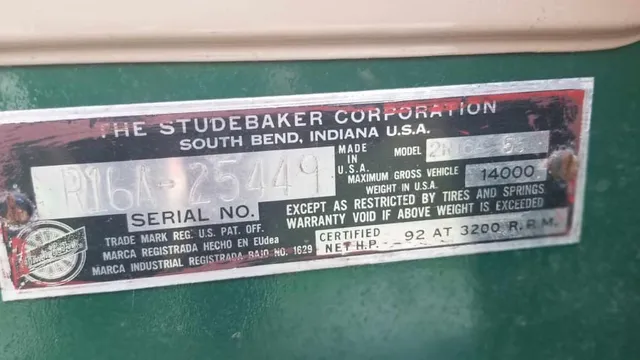 THE STUDEBAKER CORPORATION
SOUTH BEND, INDIANA U.S.A.
R16A-25449
SERIAL NO.
MADE
IN
U.S.A.
MODEL
MAXIMUM GROSS VEHICLE
WEIGHT IN U.S.A.
14000
EXCEPT AS RESTRICTED BY TIRES AND SPRINGS
WARRANTY VOID IF ABOVE WEIGHT IS EXCEEDED
TRADE MARK REG. U.S. PAT. OFF.
MARCA REGISTRADA HECHO EN EUdea
MARCA INDUSTRIAL REGISTRADA BAJO NO. 1629
CERTIFIED
NET H.P.
92 AT 3200 R.P.M.